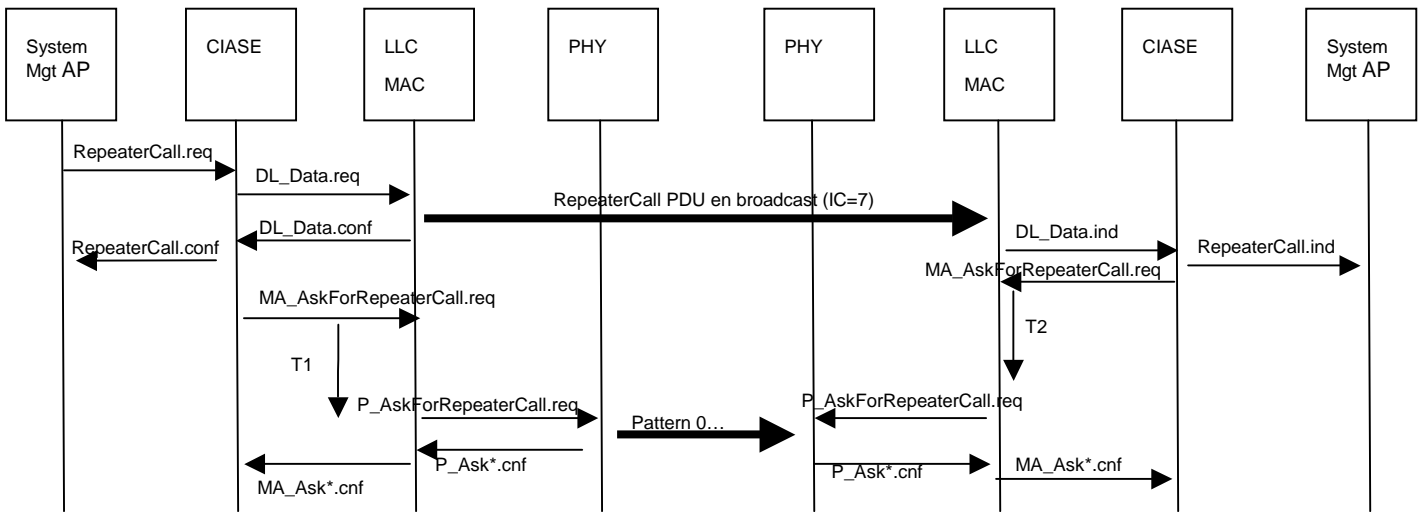 System
Mgt AP
CIASE
LLC
MAC
PHY
PHY
LLC
MAC
CIASE
System
Mgt AP
RepeaterCall.req
DL_Data.req
RepeaterCall PDU en broadcast (IC=7)
DL_Data.conf
DL_Data.ind
RepeaterCall.conf
RepeaterCall.ind
MA_AskForRepeaterCall.req
MA_AskForRepeaterCall.req
T2
T1
P_AskForRepeaterCall.req
P_AskForRepeaterCall.req
Pattern 0…
P_Ask*.cnf
P_Ask*.cnf
MA_Ask*.cnf
MA_Ask*.cnf